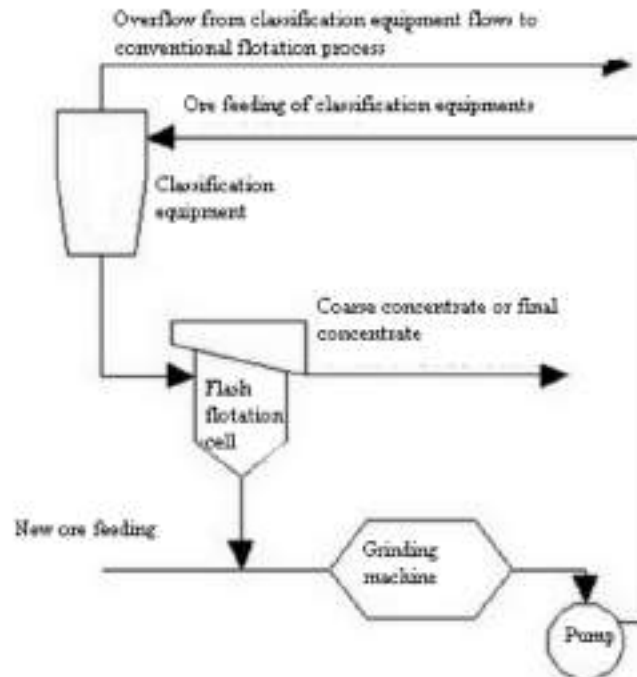 Overflow from classification equipment flows to
conventional flotation process
Ore feeding of classification equipments
Classification
equipment
Coarse concentrate or final
concentrate
Flash
flotation
cell
New ore feeding
Grinding
machine
Pump